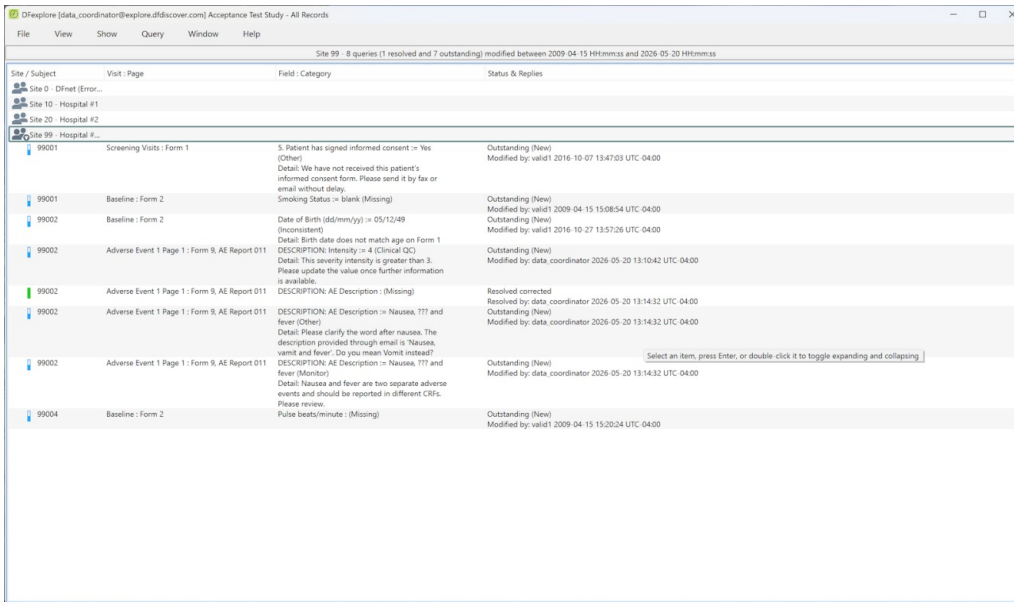 DFexplore [data_coordinator@explore.dfdiscover.com] Acceptance Test Study - All Records
File View Show Query Window Help
Site 99 - 8 queries (1 resolved and 7 outstanding) modified between 2009-04-15 HH:mm:ss and 2026-05-20 HH:mm:ss
Site / Subject Visit : Page Field : Category Status & Replies
Site 0 - DFnet (Error...
Site 10 - Hospital #1
Site 20 - Hospital #2
Site 99 - Hospital #...
99001 Screening Visits : Form 1 5. Patient has signed informed consent := Yes Outstanding (New)
(Other) Modified by: valid1 2016-10-07 13:47:03 UTC-04:00
Detail: We have not received this patient's
informed consent form. Please send it by fax or
email without delay.
99001 Baseline : Form 2 Smoking Status := blank (Missing) Outstanding (New)
Modified by: valid1 2009-04-15 15:08:54 UTC-04:00
99002 Baseline : Form 2 Date of Birth (dd/mm/yy) := 05/12/49 Outstanding (New)
(Inconsistent) Modified by: valid1 2016-10-27 13:57:26 UTC-04:00
Detail: Birth date does not match age on Form 1
99002 Adverse Event 1 Page 1 : Form 9, AE Report 011 DESCRIPTION: Intensity := 4 (Clinical QC) Outstanding (New)
Detail: This severity intensity is greater than 3. Modified by: data_coordinator 2026-05-20 13:10:42 UTC-04:00
Please update the value once further information
is available.
99002 Adverse Event 1 Page 1 : Form 9, AE Report 011 DESCRIPTION: AE Description : (Missing) Resolved corrected
Resolved by: data_coordinator 2026-05-20 13:14:32 UTC-04:00
99002 Adverse Event 1 Page 1 : Form 9, AE Report 011 DESCRIPTION: AE Description := Nausea, ??? and Outstanding (New)
fever (Other) Modified by: data_coordinator 2026-05-20 13:14:32 UTC-04:00
Detail: Please clarify the word after nausea. The
description provided through email is 'Nausea,
vamit and fever'. Do you mean Vomit instead?
Select an item, press Enter, or double-click it to toggle expanding and collapsing
99002 Adverse Event 1 Page 1 : Form 9, AE Report 011 DESCRIPTION: AE Description := Nausea, ??? and Outstanding (New)
fever (Monitor) Modified by: data_coordinator 2026-05-20 13:14:32 UTC-04:00
Detail: Nausea and fever are two separate adverse
events and should be reported in different CRFs.
Please review.
99004 Baseline : Form 2 Pulse beats/minute : (Missing) Outstanding (New)
Modified by: valid1 2009-04-15 15:20:24 UTC-04:00